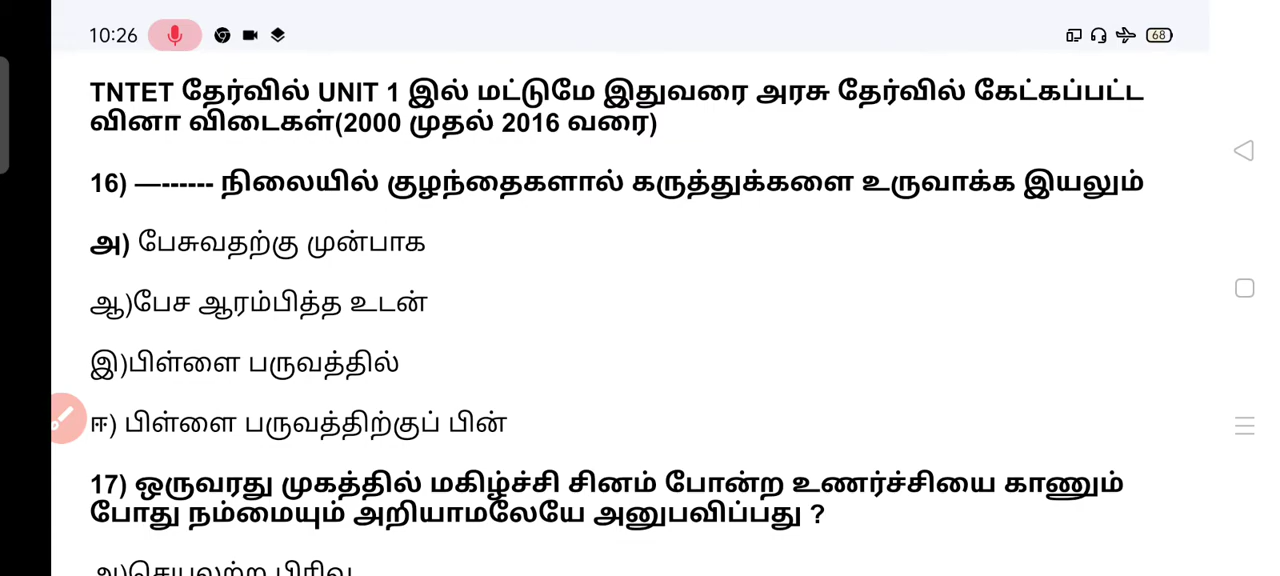 10:26
68
TNTET தேர்வில் UNIT 1 இல் மட்டுமே இதுவரை அரசு தேர்வில் கேட்கப்பட்ட
வினா விடைகள்(2000 முதல் 2016 வரை)
16) —------ நிலையில் குழந்தைகளால் கருத்துக்களை உருவாக்க இயலும்
அ) பேசுவதற்கு முன்பாக
ஆ)பேச ஆரம்பித்த உடன்
இ)பிள்ளை பருவத்தில்
ஈ) பிள்ளை பருவத்திற்குப் பின்
17) ஒருவரது முகத்தில் மகிழ்ச்சி சினம் போன்ற உணர்ச்சியை காணும்
போது நம்மையும் அறியாமலேயே அனுபவிப்பது ?
அ)செயலற்ற பிரிவு